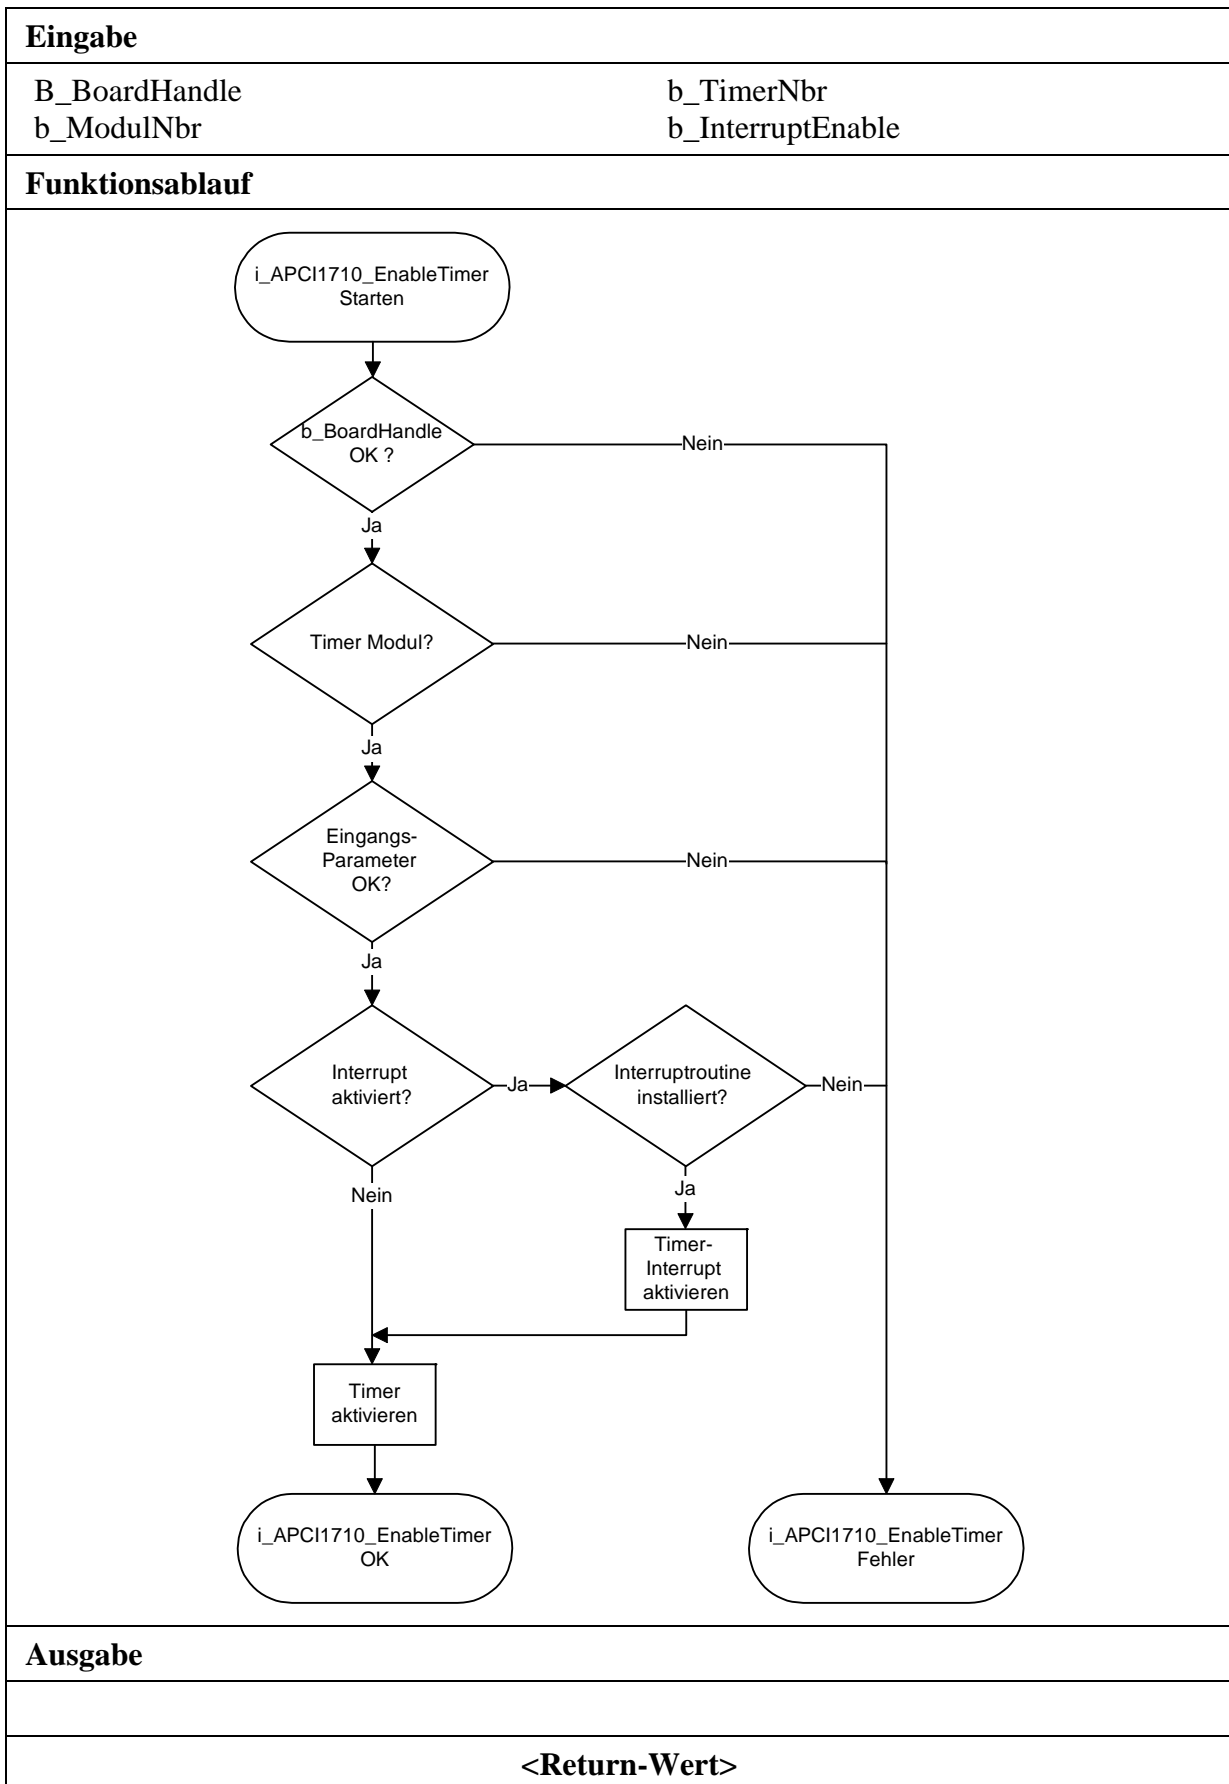 Eingabe
B_BoardHandle
b_TimerNbr
b_ModulNbr
b_InterruptEnable
Funktionsablauf
i_APCI1710_EnableTimer
Starten
b_BoardHandle
OK ?
Nein
Ja
Timer Modul?
Nein
Ja
Eingangs-
Parameter
OK?
Nein
Ja
Interrupt
aktiviert?
Ja
Interruptroutine
installiert?
Nein
Nein
Ja
Timer-
Interrupt
aktivieren
Timer
aktivieren
i_APCI1710_EnableTimer
OK
i_APCI1710_EnableTimer
Fehler
Ausgabe
<Return-Wert>